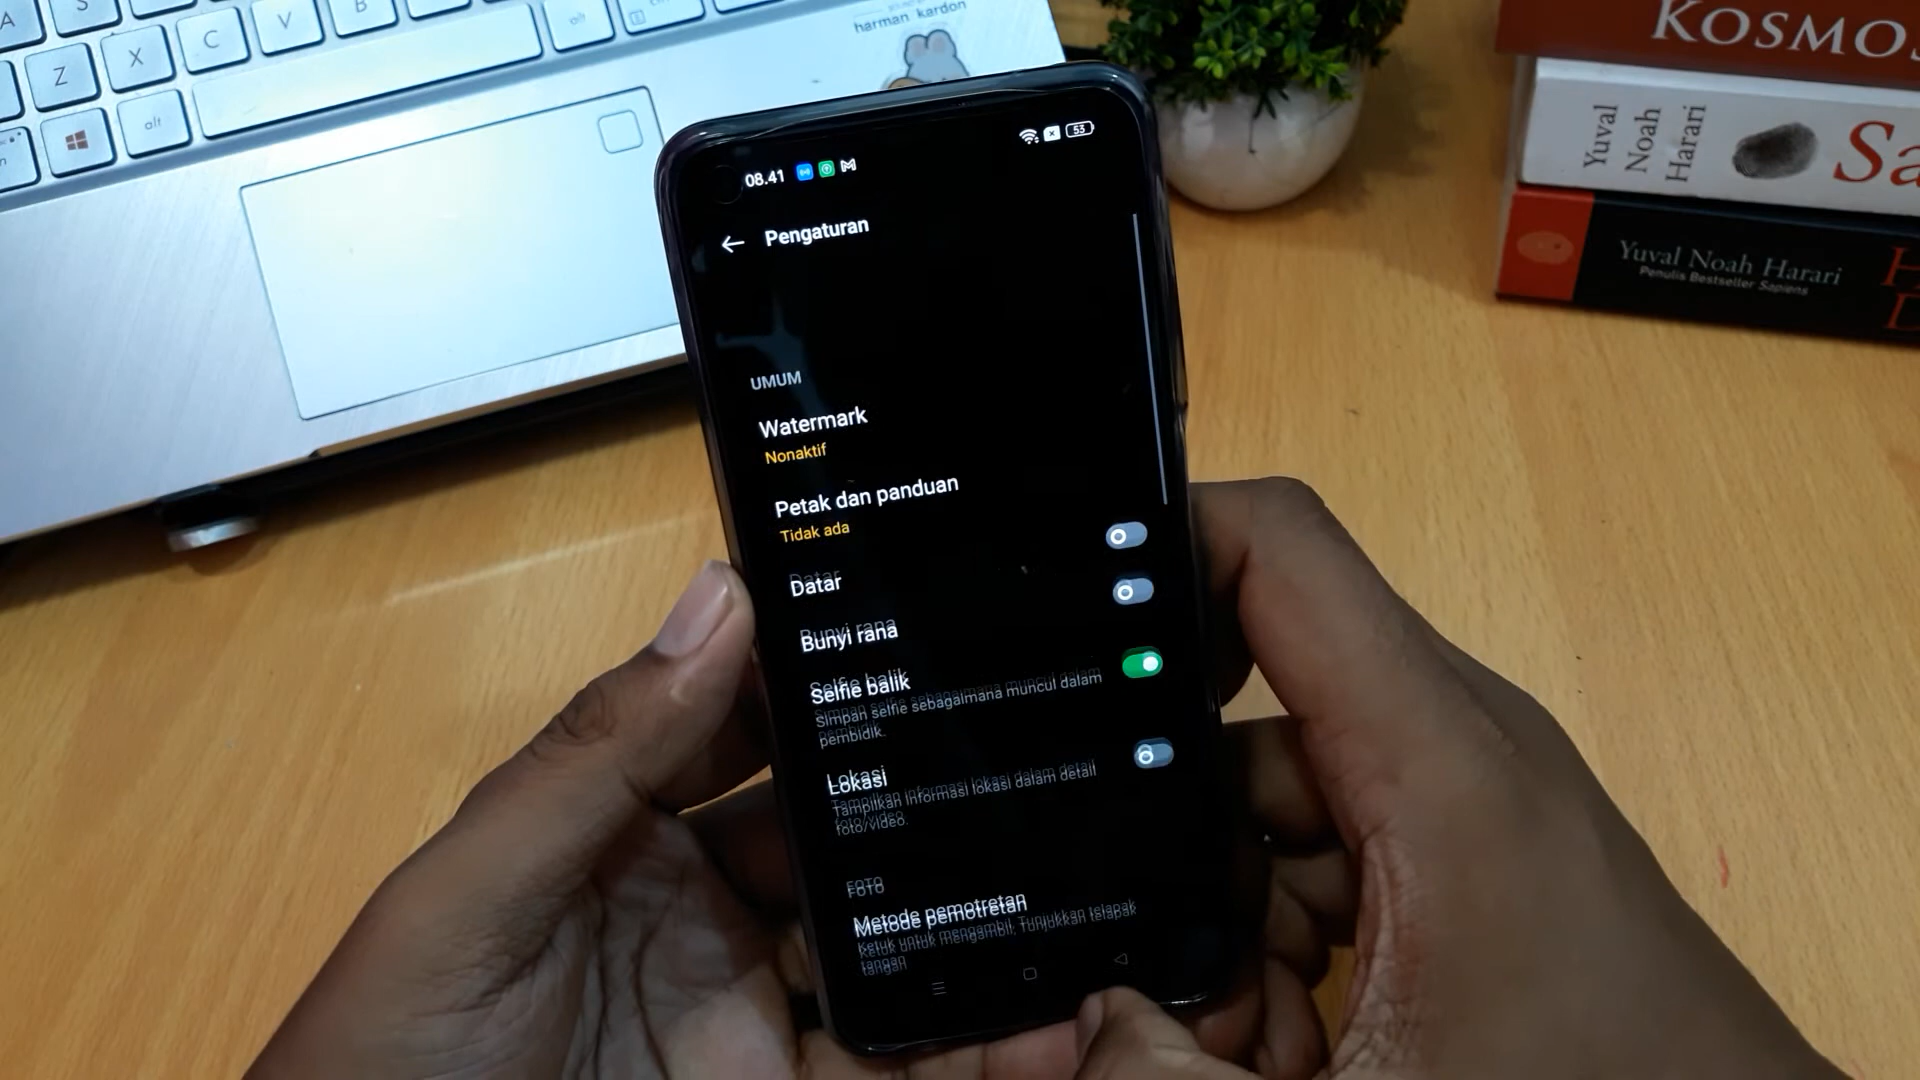 A
S
Z
X
C
V
B
alt
alt
harman kardon
KOSMOS
Yuval
Noah
Harari
Sa
Yuval Noah Harari
Penulis Bestseller Sapiens
H
D
08.41
53
Pengaturan
UMUM
Watermark
Nonaktif
Petak dan panduan
Tidak ada
Datar
Bunyi rana
Selfie balik
Simpan selfie sebagaimana muncul dalam
pembidik.
Lokasi
Tampilkan informasi lokasi dalam detail
foto/video.
FOTO
Metode pemotretan
Ketuk untuk mengambil, Tunjukkan telapak
tangan